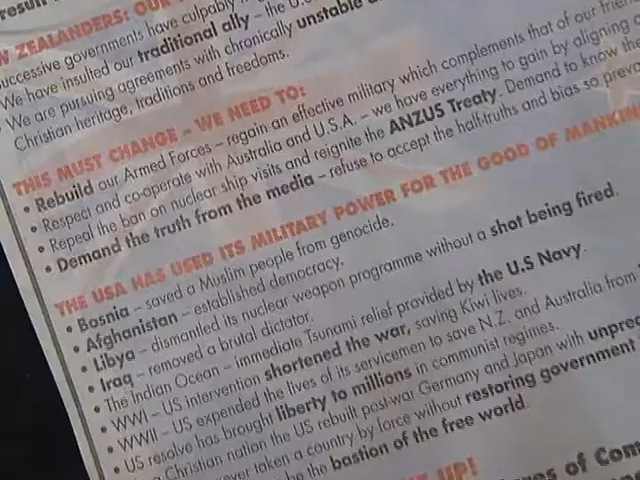 result
ZEALANDERS: OUR
successive governments have culpably
We have insulted our traditional ally – the U.S.
We are pursuing agreements with chronically unstable
Christian heritage, traditions and freedoms.
THIS MUST CHANGE – WE NEED TO:
• Rebuild our Armed Forces – regain an effective military which complements that of our
• Respect and co-operate with Australia and U.S.A. – we have everything to gain by aligning
• Repeal the ban on nuclear ship visits and reignite the ANZUS Treaty. Demand to know the
• Demand the truth from the media – refuse to accept the half-truths and bias so
THE USA HAS USED ITS MILITARY POWER FOR THE GOOD OF MANKIN
• Bosnia – saved a Muslim people from genocide.
• Afghanistan – established democracy.
• Libya – dismantled its nuclear weapon programme without a shot being fired.
• Iraq – removed a brutal dictator.
• The Indian Ocean – immediate Tsunami relief provided by the U.S Navy.
• WWI – US intervention shortened the war, saving Kiwi lives.
• WWII – US expended the lives of its servicemen to save N.Z. and Australia from
• US resolve has brought liberty to millions in communist regimes.
a Christian nation the US rebuilt post-war Germany and Japan with
taken a country by force without restoring government
the bastion of the free world.
UP!
of Com